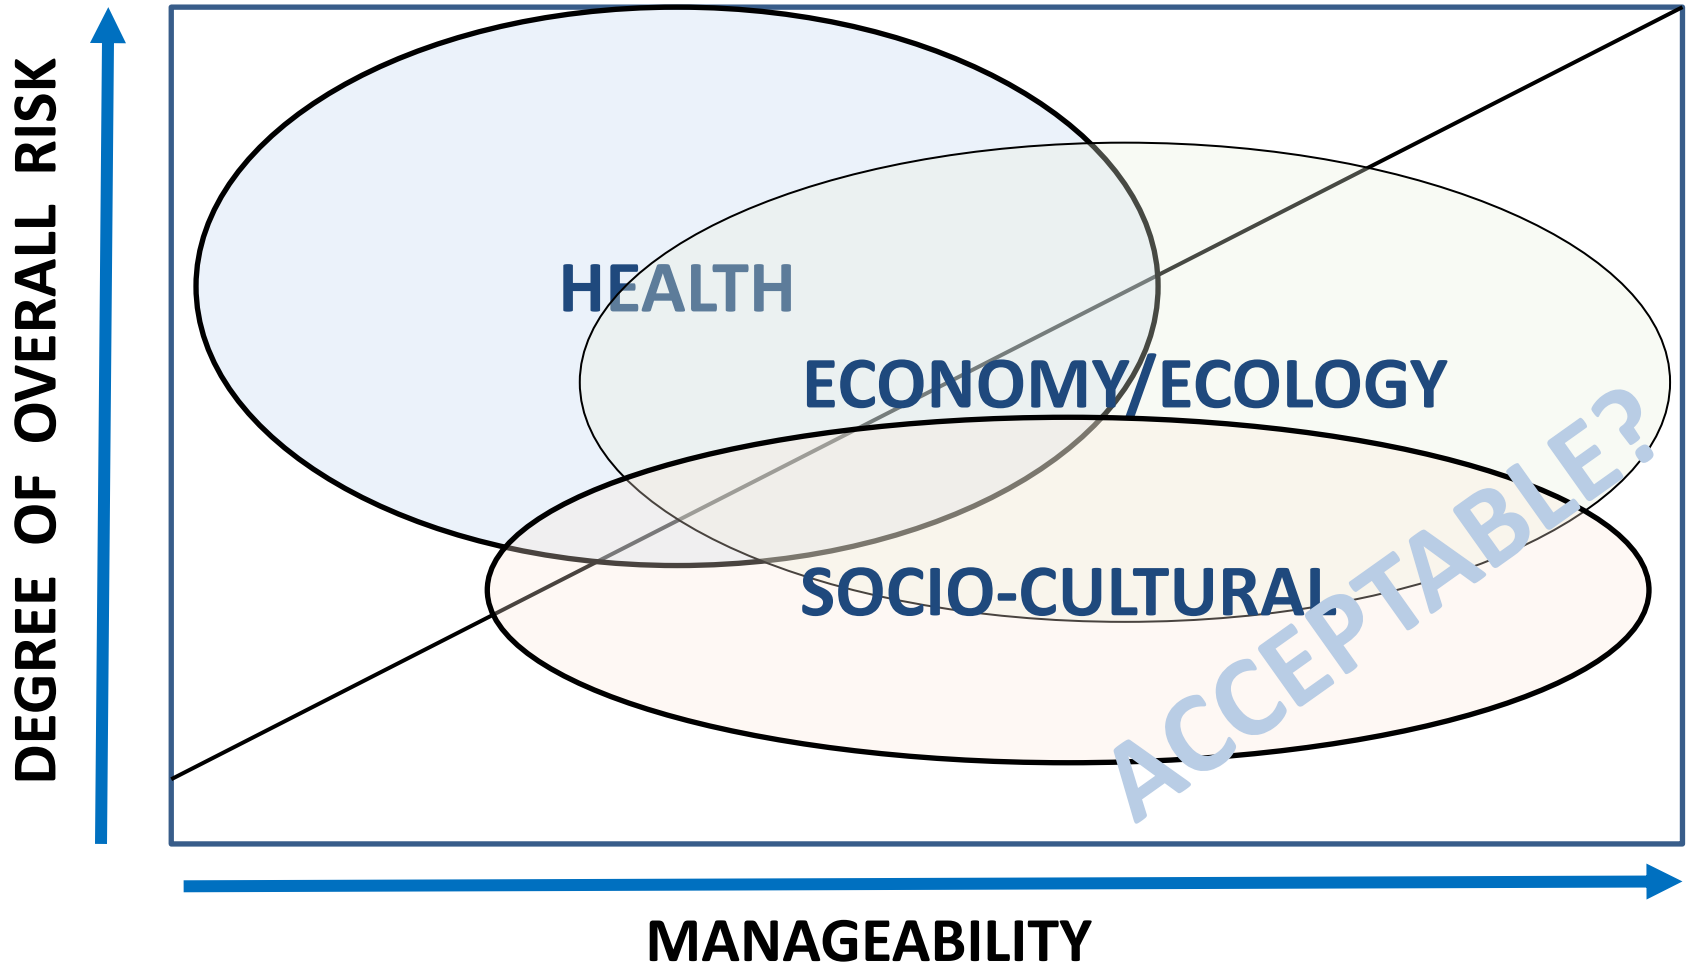 DEGREE OF OVERALL RISK
HEALTH
ECONOMY/ECOLOGY
SOCIO-CULTURAL
ACCEPTABLE?
MANAGEABILITY